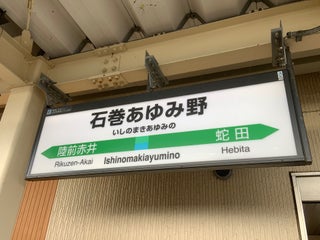 石巻あゆみ野
いしのまきあゆみの
陸前赤井
蛇田
Rikuzen-Akai
Ishinomakiayumino
Hebita